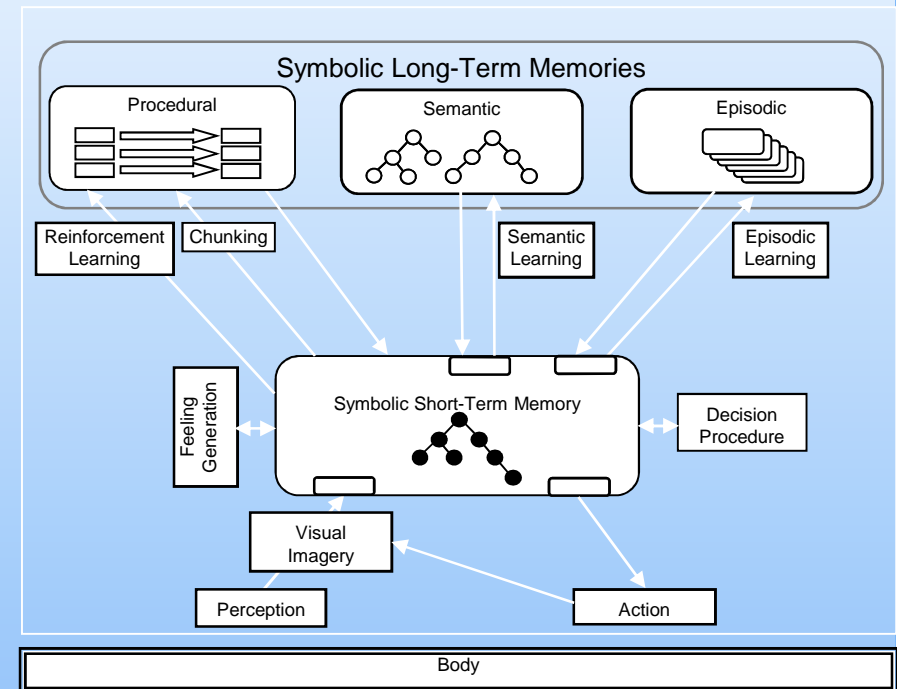 Symbolic Long-Term Memories
Procedural
Semantic
Episodic
Reinforcement
Learning
Chunking
Semantic
Learning
Episodic
Learning
Feeling
Generation
Symbolic Short-Term Memory
Decision
Procedure
Visual
Imagery
Perception
Action
Body